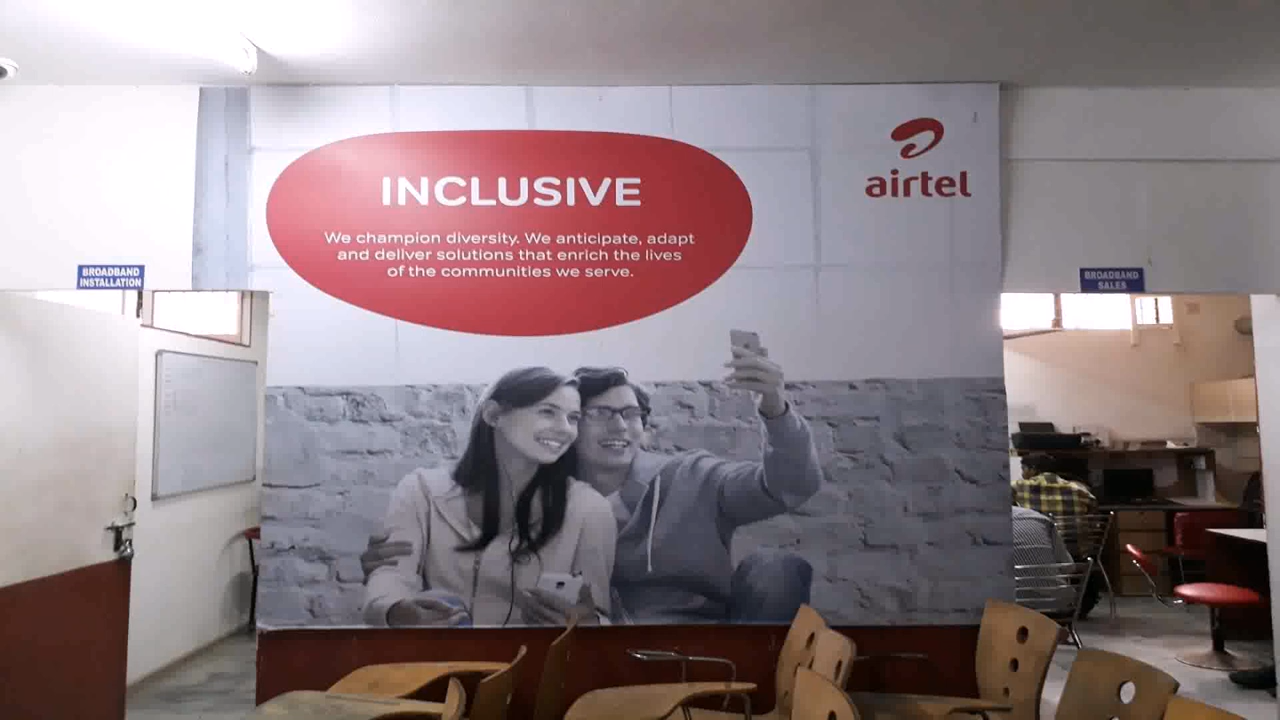 INCLUSIVE
We champion diversity. We anticipate, adapt
and deliver solutions that enrich the lives
of the communities we serve.
airtel
BROADBAND
INSTALLATION
BROADBAND
SALES